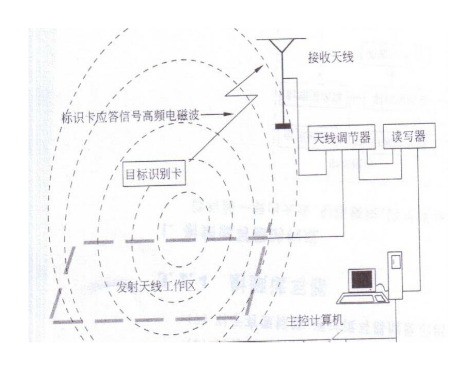 接收天线
标识卡应答信号高频电磁波
天线调节器
读写器
目标识别卡
发射天线工作区
主控计算机